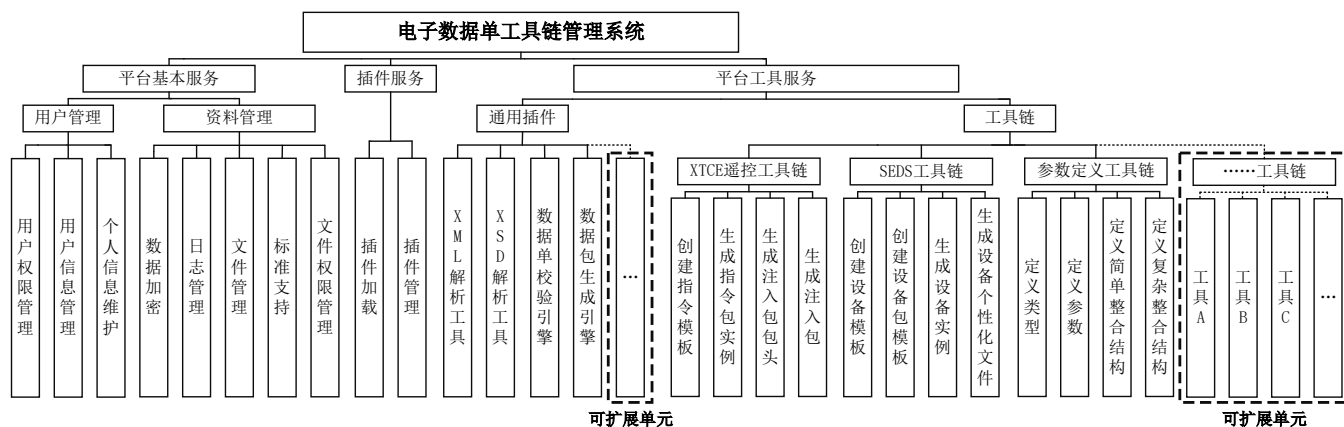 电子数据单工具链管理系统
平台基本服务
插件服务
平台工具服务
用户管理
资料管理
通用插件
工具链
XTCE遥控工具链
SEDS工具链
参数定义工具链
……工具链
用户权限管理
用户信息管理
个人信息维护
数据加密
日志管理
文件管理
标准支持
文件权限管理
插件加载
插件管理
XML解析工具
XSD解析工具
数据单校验引擎
数据包生成引擎
…
创建指令模板
生成指令包实例
生成注入包包头
生成注入包
创建设备模板
创建设备包模板
生成设备实例
生成设备个性化文件
定义类型
定义参数
定义简单整合结构
定义复杂整合结构
工具A
工具B
工具C
…
可扩展单元
可扩展单元